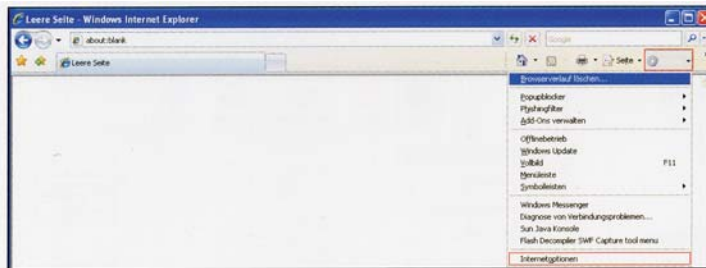 Leere Seite - Windows Internet Explorer
about:blank
Google
Leere Seite
Seite
Browserverlauf löschen...
Popupblocker
Phishingfilter
Add-Ons verwalten
Offlinebetrieb
Windows Update
Vollbild F11
Menüleiste
Symbolleisten
Windows Messenger
Diagnose von Verbindungsproblemen...
Sun Java Konsole
Flash Decompiler SWF Capture tool menu
Internetoptionen